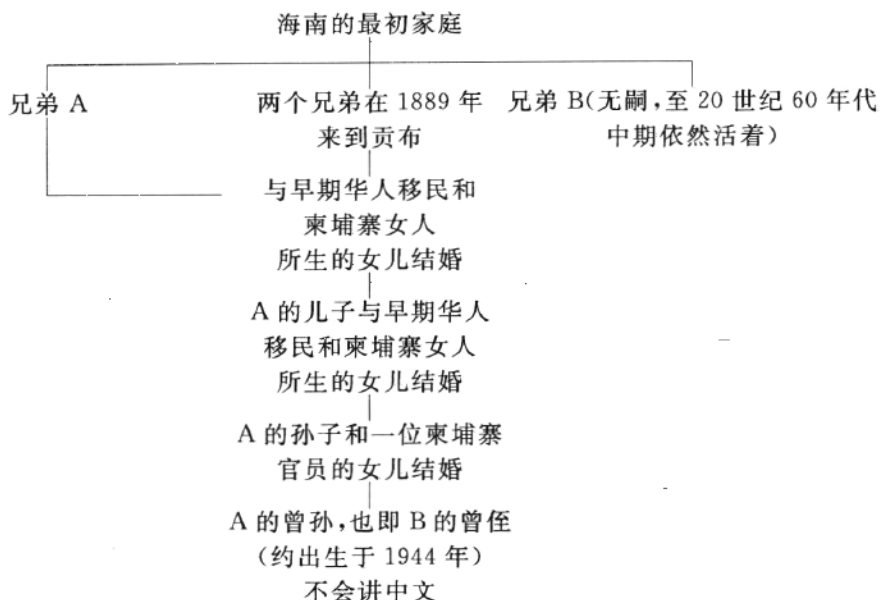 海南的最初家庭
兄弟 A
两个兄弟在 1889 年
来到贡布
兄弟 B(无嗣,至 20 世纪 60 年代
中期依然活着)
与早期华人移民和
柬埔寨女人
所生的女儿结婚
A 的儿子与早期华人
移民和柬埔寨女人
所生的女儿结婚
A 的孙子和一位柬埔寨
官员的女儿结婚
A 的曾孙,也即 B 的曾侄
(约出生于 1944 年)
不会讲中文